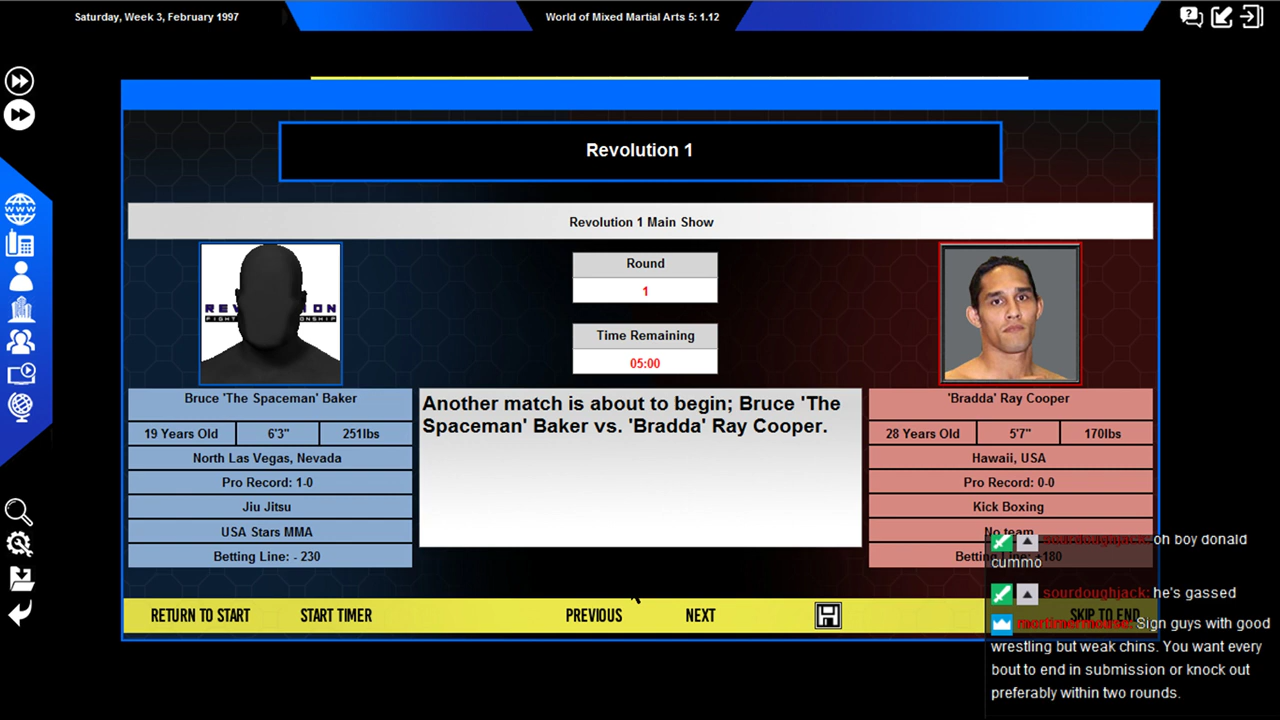 Saturday, Week 3, February 1997
World of Mixed Martial Arts 5: 1.12
Revolution 1
Revolution 1 Main Show
Round
1
Time Remaining
05:00
Bruce 'The Spaceman' Baker
19 Years Old
6'3"
251lbs
North Las Vegas, Nevada
Pro Record: 1-0
Jiu Jitsu
USA Stars MMA
Betting Line: - 230
Another match is about to begin; Bruce 'The
Spaceman' Baker vs. 'Bradda' Ray Cooper.
'Bradda' Ray Cooper
28 Years Old
5'7"
170lbs
Hawaii, USA
Pro Record: 0-0
Kick Boxing
No team
RETURN TO START
START TIMER
PREVIOUS
NEXT
SKIP TO END
sourdoughjack: oh boy donald
cummo
sourdoughjack: he's gassed
Sign guys with good
wrestling but weak chins. You want every
bout to end in submission or knock out
preferably within two rounds.